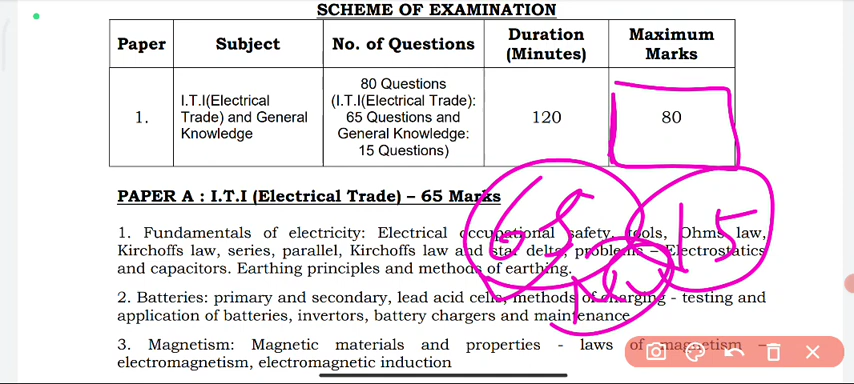 SCHEME OF EXAMINATION
Paper Subject No. of Questions Duration (Minutes) Maximum Marks
1. I.T.I(Electrical Trade) and General Knowledge 80 Questions (I.T.I(Electrical Trade): 65 Questions and General Knowledge: 15 Questions) 120 80
PAPER A : I.T.I (Electrical Trade) – 65 Marks
65 15
1. Fundamentals of electricity: Electrical occupational safety, tools, Ohms law,
Kirchoffs law, series, parallel, Kirhhoffs law and star delta problems – Electrostatics
and capacitors. Earthing principles and methods of earthing.
2. Batteries: primary and secondary, lead acid cells, methods of charging - testing and
application of batteries, invertors, battery chargers and maintenance
3. Magnetism: Magnetic materials and properties - laws of magnetism –
electromagnetism, electromagnetic induction